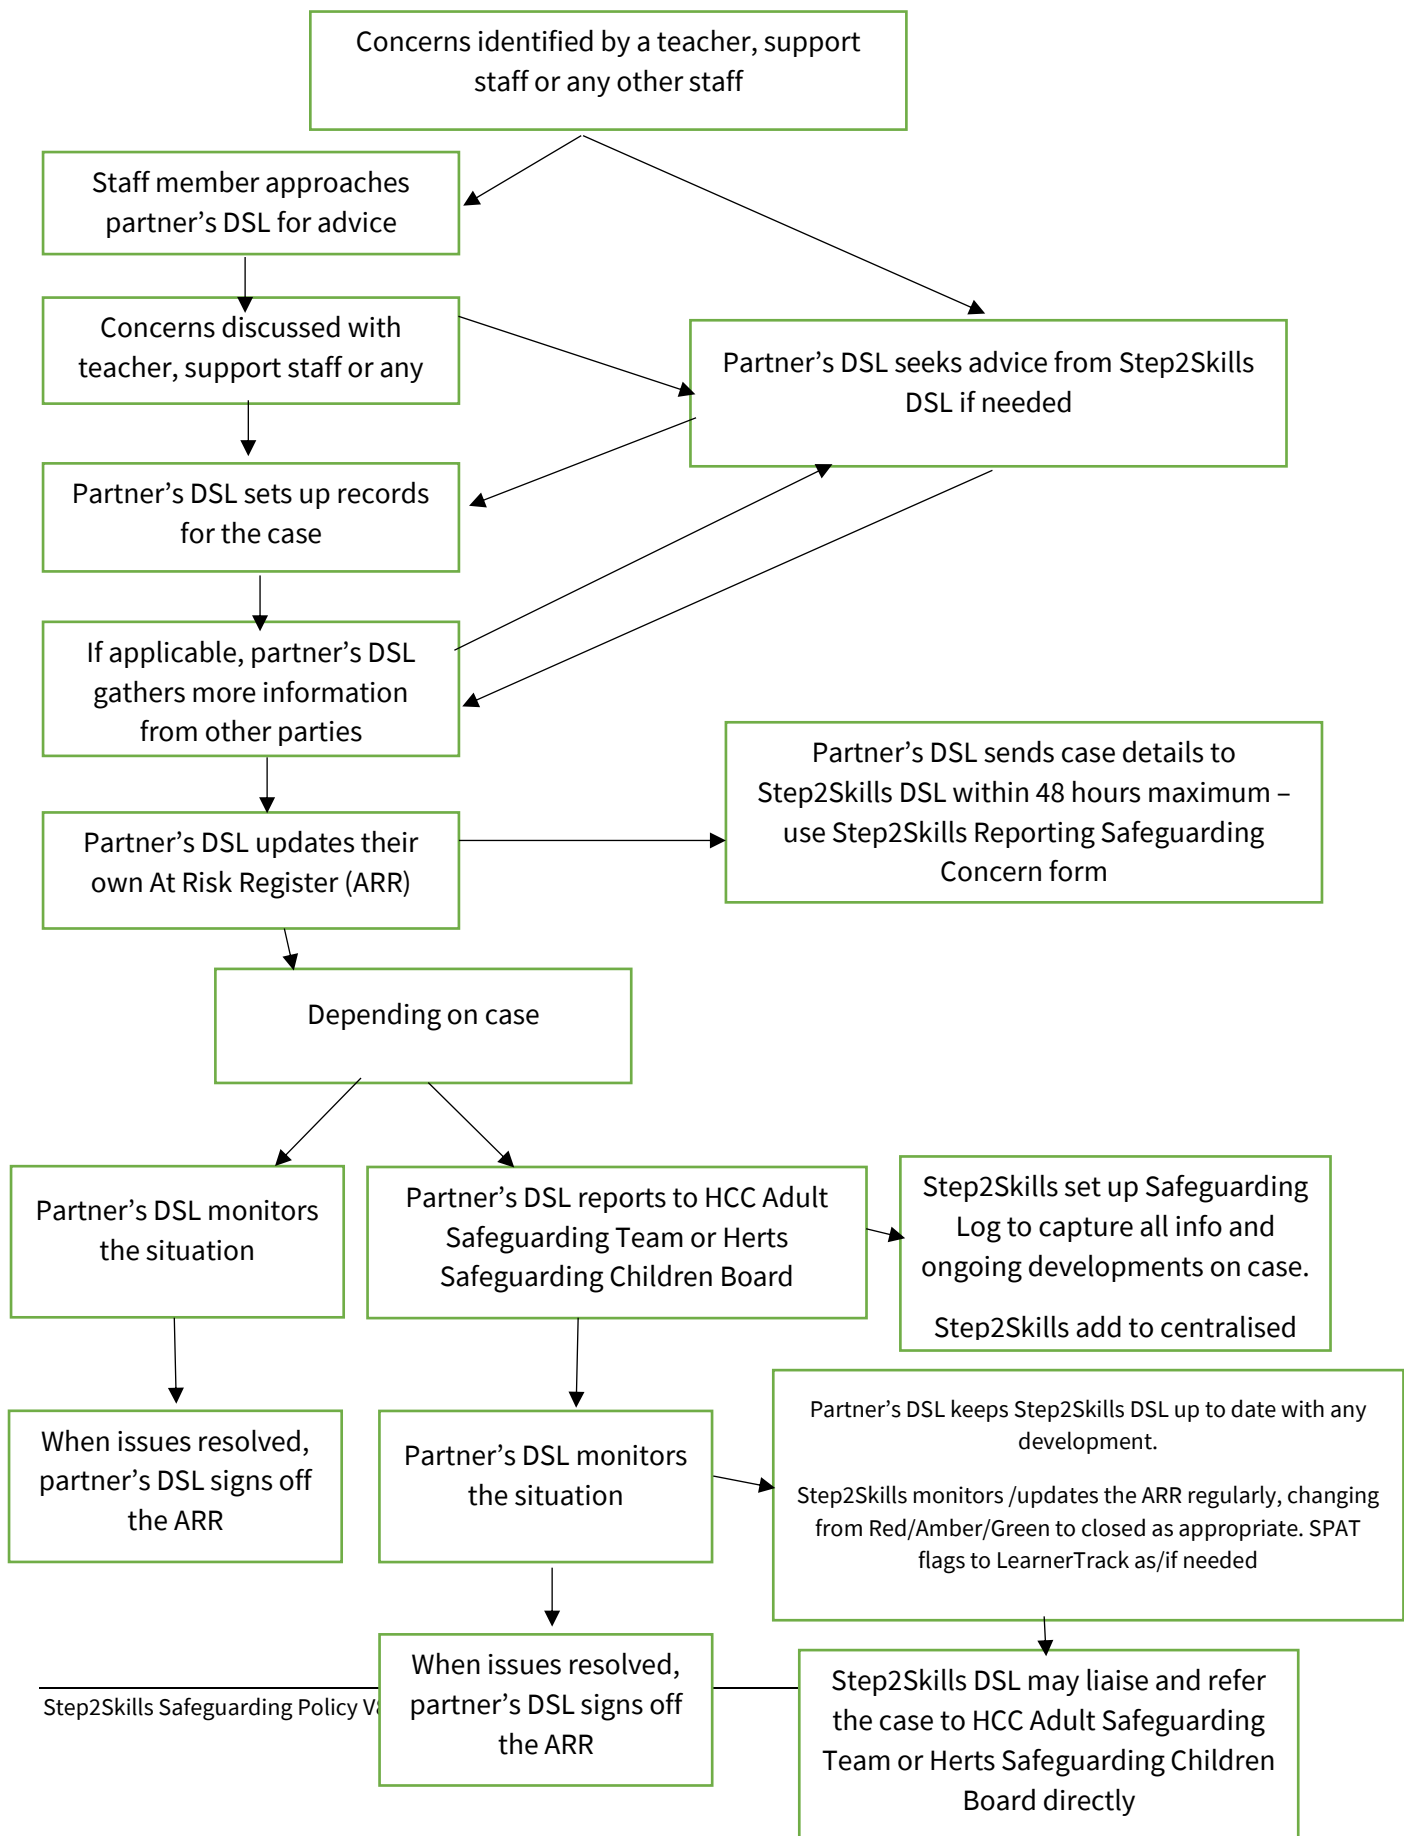 Concerns identified by a teacher, support
staff or any other staff
Staff member approaches
partner’s DSL for advice
Concerns discussed with
teacher, support staff or any
Partner’s DSL seeks advice from Step2Skills
DSL if needed
Partner’s DSL sets up records
for the case
If applicable, partner’s DSL
gathers more information
from other parties
Partner’s DSL sends case details to
Step2Skills DSL within 48 hours maximum –
use Step2Skills Reporting Safeguarding
Concern form
Partner’s DSL updates their
own At Risk Register (ARR)
Depending on case
Partner’s DSL monitors
the situation
Partner’s DSL reports to HCC Adult
Safeguarding Team or Herts
Safeguarding Children Board
Step2Skills set up Safeguarding
Log to capture all info and
ongoing developments on case.
Step2Skills add to centralised
When issues resolved,
partner’s DSL signs off
the ARR
Partner’s DSL monitors
the situation
Partner’s DSL keeps Step2Skills DSL up to date with any
development.
Step2Skills monitors /updates the ARR regularly, changing
from Red/Amber/Green to closed as appropriate. SPAT
flags to LearnerTrack as/if needed
When issues resolved,
partner’s DSL signs off
the ARR
Step2Skills DSL may liaise and refer
the case to HCC Adult Safeguarding
Team or Herts Safeguarding Children
Board directly
Step2Skills Safeguarding Policy